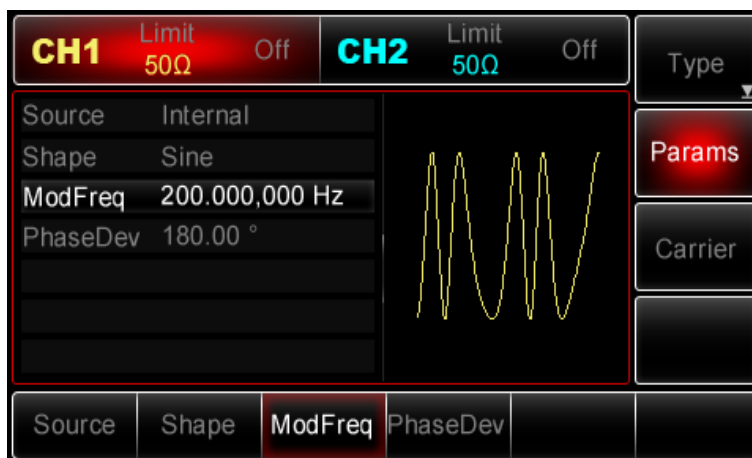 CH1 Limit 50Ω Off CH2 Limit 50Ω Off
Type
Source Internal
Shape Sine
ModFreq 200.000,000 Hz
PhaseDev 180.00 °
Params
Carrier
Source Shape ModFreq PhaseDev